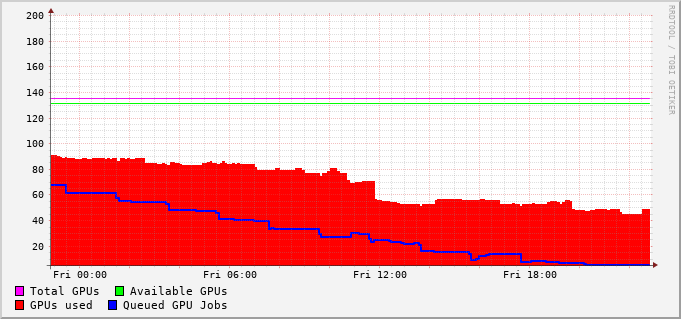 200
180
160
140
120
100
80
60
40
20
Fri 00:00 Fri 06:00 Fri 12:00 Fri 18:00
Total GPUs Available GPUs
GPUs used Queued GPU Jobs
RRDTOOL / TOBI OETIKER